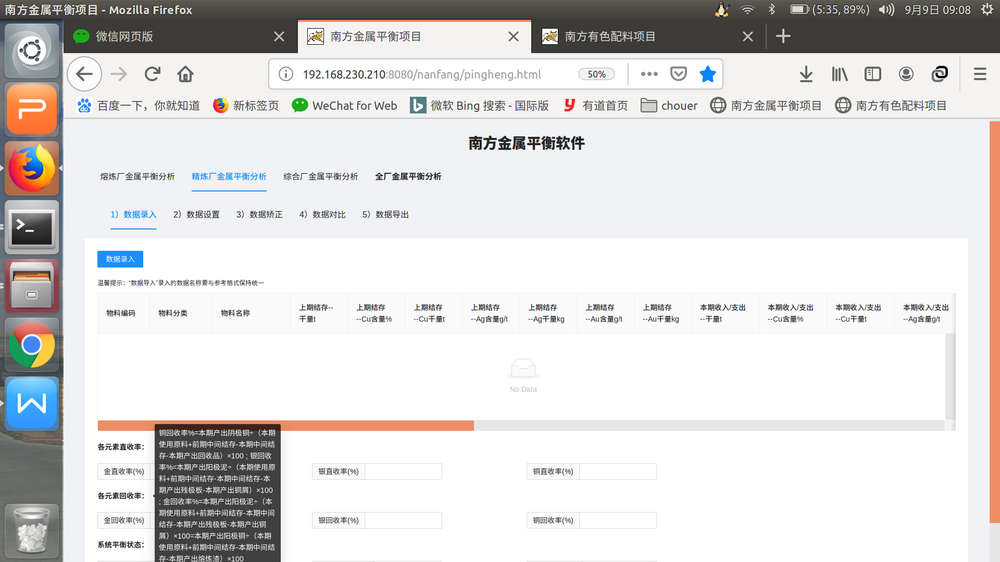 南方金属平衡项目 - Mozilla Firefox
(5:35, 89%)
9月9日 09:08
微信网页版
南方金属平衡项目
南方有色配料项目
192.168.230.210:8080/nanfang/pingheng.html
50%
百度一下，你就知道
新标签页
WeChat for Web
微软 Bing 搜索 - 国际版
有道首页
chouer
南方金属平衡项目
南方有色配料项目
南方金属平衡软件
熔炼厂金属平衡分析
精炼厂金属平衡分析
综合厂金属平衡分析
全厂金属平衡分析
1）数据录入
2）数据设置
3）数据矫正
4）数据对比
5）数据导出
数据录入
温馨提示：“数据导入”录入的数据名称要与参考格式保持统一
物料编码
物料分类
物料名称
上期结存--
干量t
上期结存
--Cu含量%
上期结存
--Cu干量t
上期结存
--Ag含量g/t
上期结存
--Ag干量kg
上期结存
--Au含量g/t
上期结存
--Au干量kg
本期收入/支出
--干量t
本期收入/支出
--Cu含量%
本期收入/支出
--Cu干量t
本期收入/支出
--Ag含量g/t
No Data
铜回收率%=本期产出阴极铜÷（本期
使用原料+前期中间结存-本期中间结
存-本期产出回收品）×100 ; 银回收
率%=本期产出阳极泥÷（本期使用原
料+前期中间结存-本期中间结存-本
期产出残极板-本期产出铜屑）×100
; 金回收率%=本期产出阳极泥÷（本
期使用原料+前期中间结存-本期中间
结存-本期产出残极板-本期产出铜
屑）×100=本期产出阳极铜÷（本期
使用原料+前期中间结存-本期中间结
存-本期产出熔炼渣）×100
各元素直收率：
金直收率(%)
银直收率(%)
铜直收率(%)
各元素回收率：
金回收率(%)
银回收率(%)
铜回收率(%)
系统平衡状态：